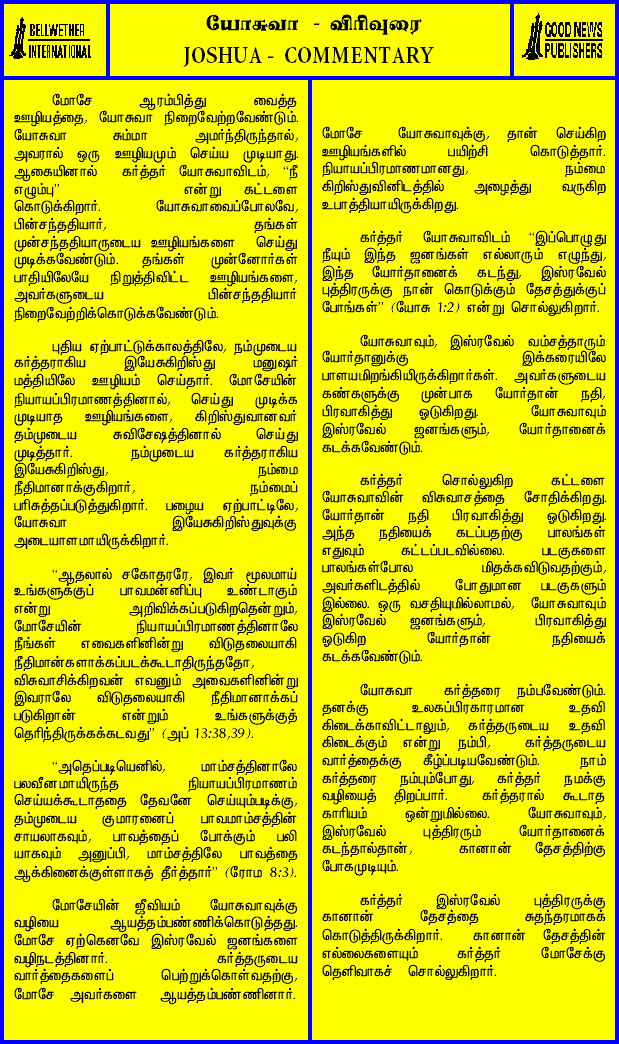 BELLWETHER
INTERNATIONAL
யோசுவா - விரிவுரை
JOSHUA - COMMENTARY
GOOD NEWS
PUBLISHERS
மோசே ஆரம்பித்து வைத்த
ஊழியத்தை, யோசுவா நிறைவேற்றவேண்டும்.
யோசுவா சும்மா அமர்ந்திருந்தால்,
அவரால் ஒரு ஊழியமும் செய்ய முடியாது.
ஆகையினால் கர்த்தர் யோசுவாவிடம், “நீ
எழும்பு” என்று கட்டளை
கொடுக்கிறார். யோசுவாவைப்போலவே,
பின்சந்ததியார், தங்கள்
முன்சந்ததியாருடைய ஊழியங்களை செய்து
முடிக்கவேண்டும். தங்கள் முன்னோர்கள்
பாதியிலேயே நிறுத்திவிட்ட ஊழியங்களை,
அவர்களுடைய பின்சந்ததியார்
நிறைவேற்றிக்கொடுக்கவேண்டும்.
புதிய ஏற்பாட்டுக்காலத்திலே, நம்முடைய
கர்த்தராகிய இயேசுகிறிஸ்து மனுஷர்
மத்தியிலே ஊழியம் செய்தார். மோசேயின்
நியாயப்பிரமாணத்தினால், செய்து முடிக்க
முடியாத ஊழியங்களை, கிறிஸ்துவானவர்
தம்முடைய சுவிசேஷத்தினால் செய்து
முடித்தார். நம்முடைய கர்த்தராகிய
இயேசுகிறிஸ்து, நம்மை
நீதிமானாக்குகிறார், நம்மைப்
பரிசுத்தப்படுத்துகிறார். பழைய ஏற்பாட்டிலே,
யோசுவா இயேசுகிறிஸ்துவுக்கு
அடையாளமாயிருக்கிறார்.
“ஆதலால் சகோதரரே, இவர் மூலமாய்
உங்களுக்குப் பாவமன்னிப்பு உண்டாகும்
என்று அறிவிக்கப்படுகிறதென்றும்,
மோசேயின் நியாயப்பிரமாணத்தினாலே
நீங்கள் எவைகளினின்று விடுதலையாகி
நீதிமான்களாக்கப்படக்கூடாதிருந்ததோ,
விசுவாசிக்கிறவன் எவனும் அவைகளினின்று
இவராலே விடுதலையாகி நீதிமானாக்கப்
படுகிறான் என்றும் உங்களுக்குத்
தெரிந்திருக்கக்கடவது” (அப் 13:38,39).
“அதெப்படியெனில், மாம்சத்தினாலே
பலவீனமாயிருந்த நியாயப்பிரமாணம்
செய்யக்கூடாததை தேவனே செய்யும்படிக்கு,
தம்முடைய குமாரனைப் பாவமாம்சத்தின்
சாயலாகவும், பாவத்தைப் போக்கும் பலி
யாகவும் அனுப்பி, மாம்சத்திலே பாவத்தை
ஆக்கினைக்குள்ளாகத் தீர்த்தார்” (ரோம 8:3).
மோசேயின் ஜீவியம் யோசுவாவுக்கு
வழியை ஆயத்தம்பண்ணிக்கொடுத்தது.
மோசே ஏற்கெனவே இஸ்ரவேல் ஜனங்களை
வழிநடத்தினார். கர்த்தருடைய
வார்த்தைகளைப் பெற்றுக்கொள்வதற்கு,
மோசே அவர்களை ஆயத்தம்பண்ணினார்.
மோசே யோசுவாவுக்கு, தான் செய்கிற
ஊழியங்களில் பயிற்சி கொடுத்தார்.
நியாயப்பிரமாணமானது, நம்மை
கிறிஸ்துவினிடத்தில் அழைத்து வருகிற
உபாத்தியாயிருக்கிறது.
கர்த்தர் யோசுவாவிடம் “இப்பொழுது
நீயும் இந்த ஜனங்கள் எல்லாரும் எழுந்து,
இந்த யோர்தானைக் கடந்து, இஸ்ரவேல்
புத்திரருக்கு நான் கொடுக்கும் தேசத்துக்குப்
போங்கள்” (யோசு 1:2) என்று சொல்லுகிறார்.
யோசுவாவும், இஸ்ரவேல் வம்சத்தாரும்
யோர்தானுக்கு இக்கரையிலே
பாளயமிறங்கியிருக்கிறார்கள். அவர்களுடைய
கண்களுக்கு முன்பாக யோர்தான் நதி,
பிரவாகித்து ஓடுகிறது. யோசுவாவும்
இஸ்ரவேல் ஜனங்களும், யோர்தானைக்
கடக்கவேண்டும்.
கர்த்தர் சொல்லுகிற கட்டளை
யோசுவாவின் விசுவாசத்தை சோதிக்கிறது.
யோர்தான் நதி பிரவாகித்து ஓடுகிறது.
அந்த நதியைக் கடப்பதற்கு பாலங்கள்
எதுவும் கட்டப்படவில்லை. படகுகளை
பாலங்கள்போல மிதக்கவிடுவதற்கும்,
அவர்களிடத்தில் போதுமான படகுகளும்
இல்லை. ஒரு வசதியுமில்லாமல், யோசுவாவும்
இஸ்ரவேல் ஜனங்களும், பிரவாகித்து
ஓடுகிற யோர்தான் நதியைக்
கடக்கவேண்டும்.
யோசுவா கர்த்தரை நம்பவேண்டும்.
தனக்கு உலகப்பிரகாரமான உதவி
கிடைக்காவிட்டாலும், கர்த்தருடைய உதவி
கிடைக்கும் என்று நம்பி, கர்த்தருடைய
வார்த்தைக்கு கீழ்ப்படியவேண்டும். நாம்
கர்த்தரை நம்பும்போது, கர்த்தர் நமக்கு
வழியைத் திறப்பார். கர்த்தரால் கூடாத
காரியம் ஒன்றுமில்லை. யோசுவாவும்,
இஸ்ரவேல் புத்திரரும் யோர்தானைக்
கடந்தால்தான், கானான் தேசத்திற்கு
போகமுடியும்.
கர்த்தர் இஸ்ரவேல் புத்திரருக்கு
கானான் தேசத்தை சுதந்தரமாகக்
கொடுத்திருக்கிறார். கானான் தேசத்தின்
எல்லைகளையும் கர்த்தர் மோசேக்கு
தெளிவாகச் சொல்லுகிறார்.